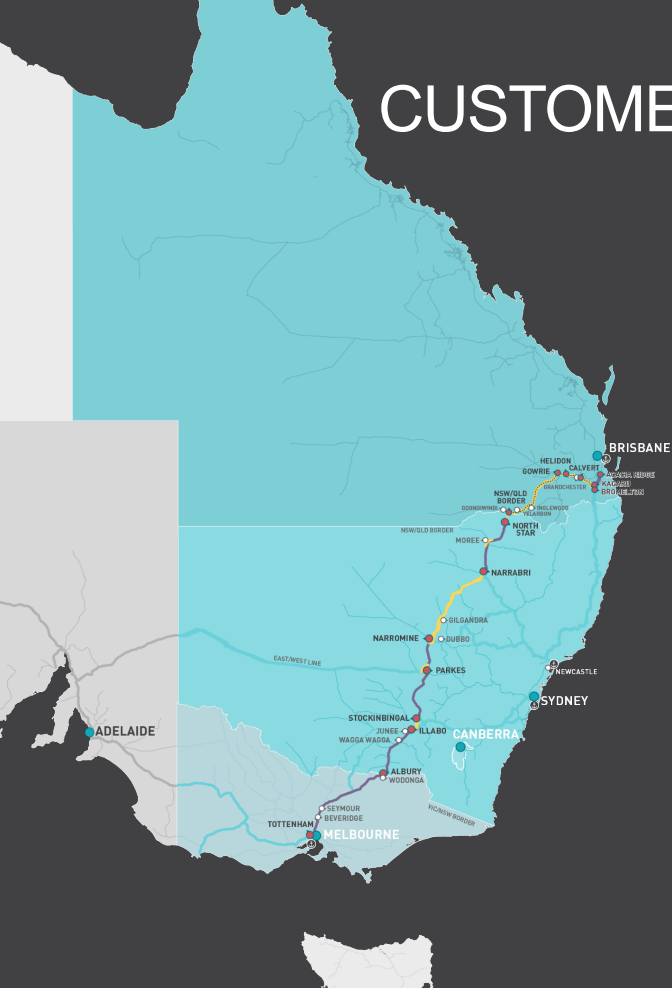 CUSTOME
BRISBANE
HELIDON
GOWRIE
CALVERT
GRANDCHESTER
ACACIA RIDGE
KAGARU
BROMELTON
NSW/QLD
BORDER
GOONDIWINDI
INGLEWOOD
YELARBON
NORTH
STAR
NSW/QLD BORDER
MOREE
NARRABRI
GILGANDRA
NARROMINE
DUBBO
EAST/WEST LINE
PARKES
NEWCASTLE
SYDNEY
STOCKINBINGAL
JUNEE
ILLABO
WAGGA WAGGA
CANBERRA
ADELAIDE
ALBURY
WODONGA
SEYMOUR
BEVERIDGE
VIC/NSW BORDER
TOTTENHAM
MELBOURNE